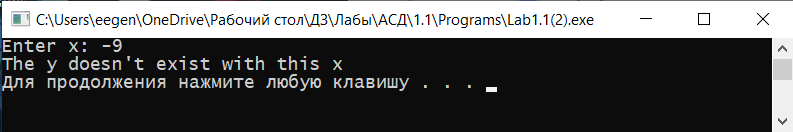 C:\Users\eegen\OneDrive\Рабочий стол\ДЗ\Лабы\АСД\1.1\Programs\Lab1.1(2).exe
Enter x: -9
The y doesn't exist with this x
Для продолжения нажмите любую клавишу . . .